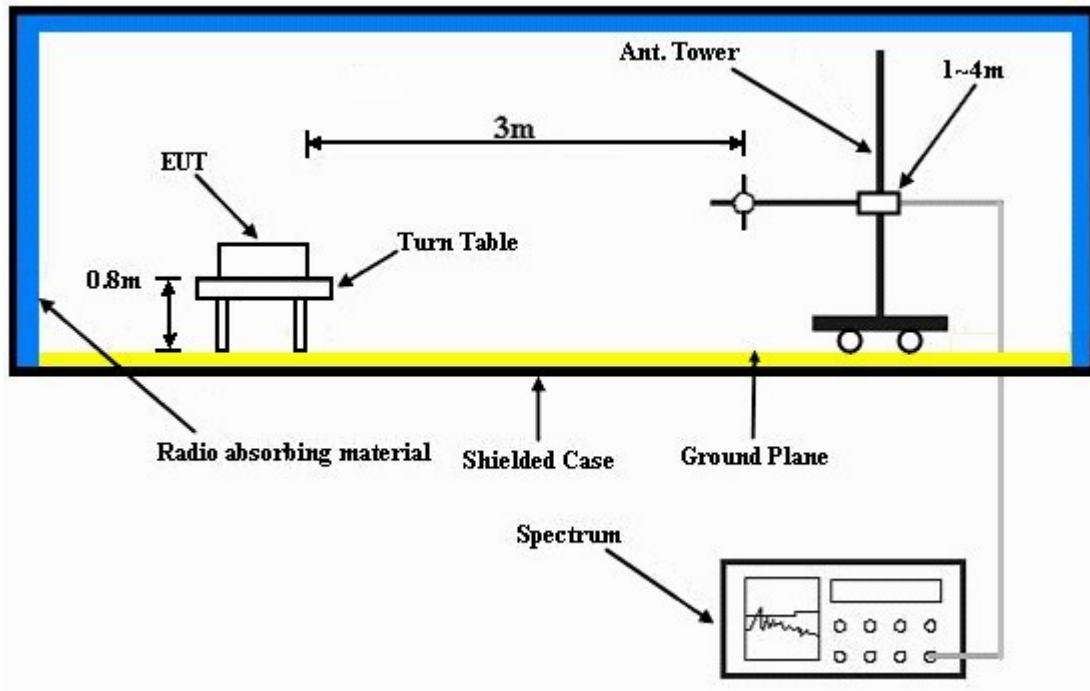 Ant. Tower
1~4m
3m
EUT
Turn Table
0.8m
Radio absorbing material
Shielded Case
Ground Plane
Spectrum